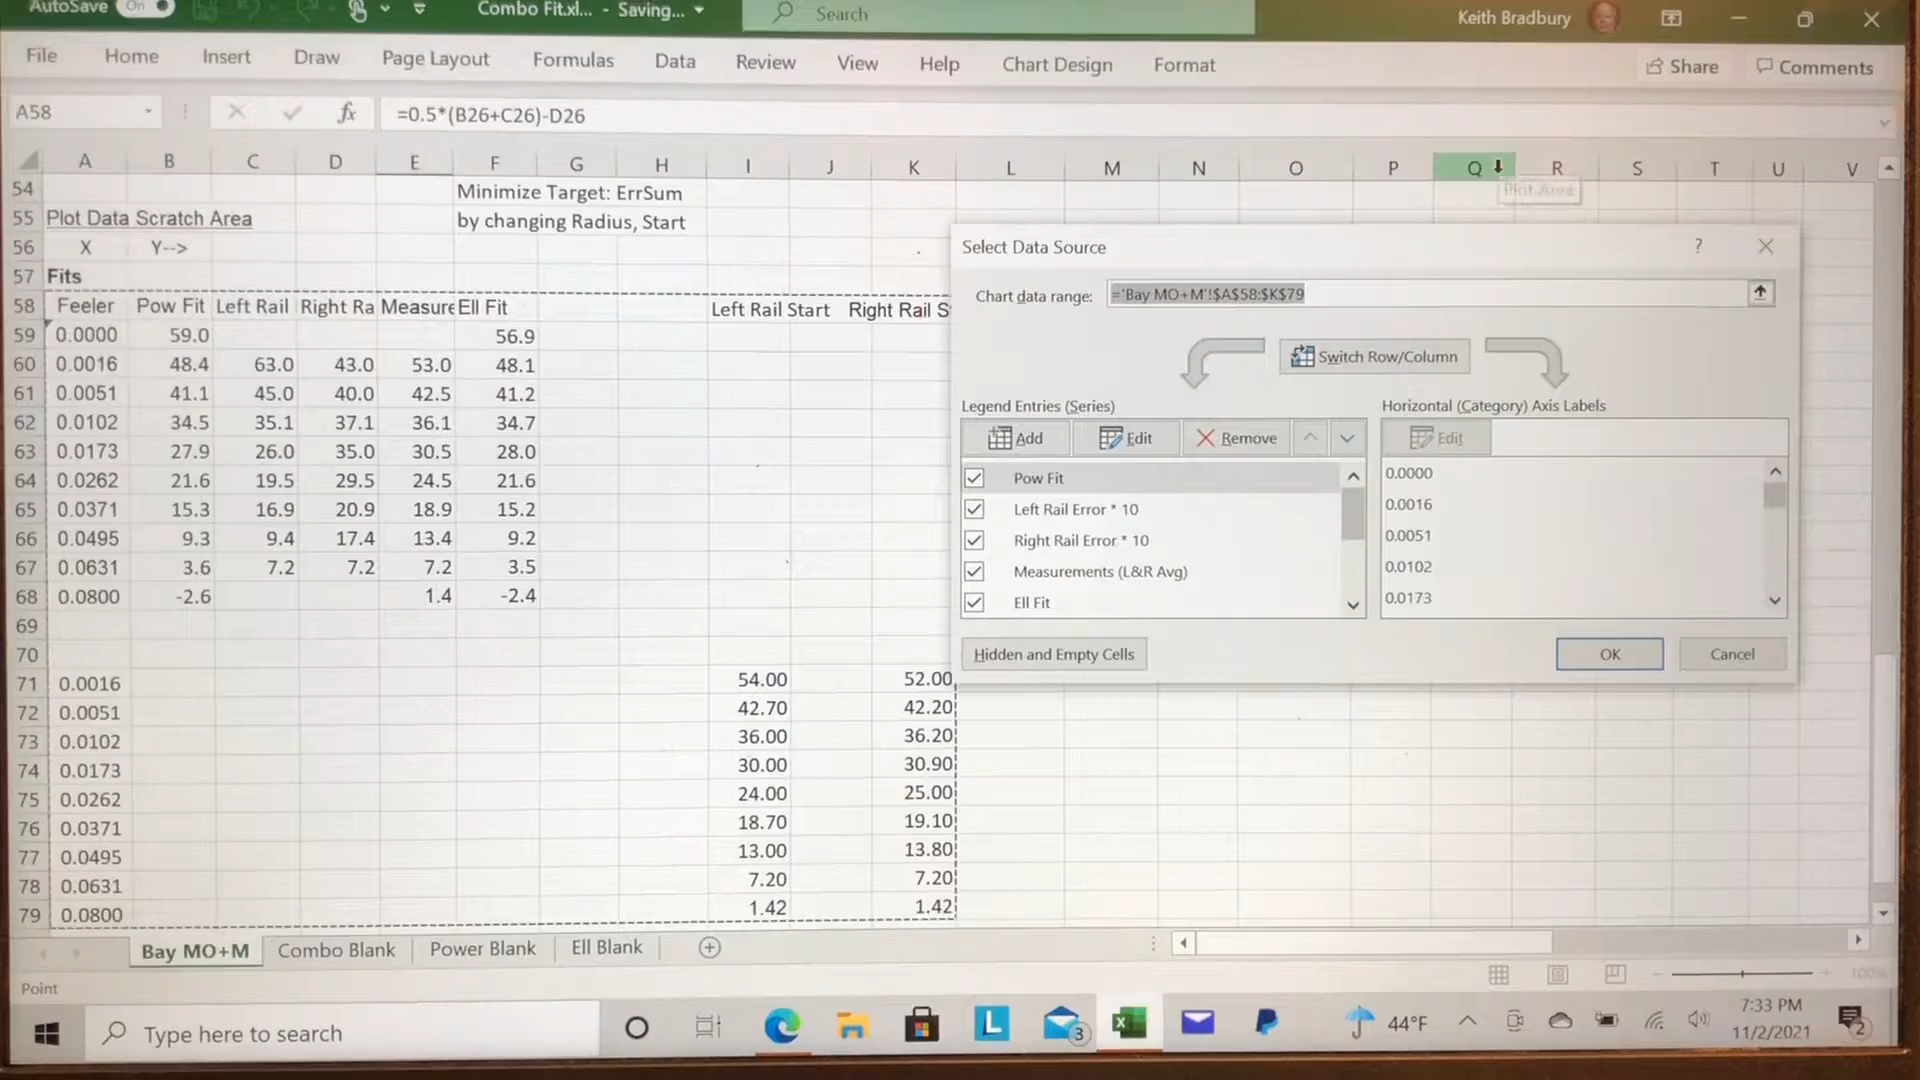 AutoSave On Combo Fit.xl... - Saving... Search Keith Bradbury
File Home Insert Draw Page Layout Formulas Data Review View Help Chart Design Format Share Comments
A58 fx =0.5*(B26+C26)-D26
A B C D E F G H I J K L M N O P Q R S T U V
Plot Area
54 Minimize Target: ErrSum
55 Plot Data Scratch Area by changing Radius, Start
56 X Y-->
57 Fits
58 Feeler Pow Fit Left Rail Right Ra Measure Ell Fit Left Rail Start Right Rail S
59 0.0000 59.0 56.9
60 0.0016 48.4 63.0 43.0 53.0 48.1
61 0.0051 41.1 45.0 40.0 42.5 41.2
62 0.0102 34.5 35.1 37.1 36.1 34.7
63 0.0173 27.9 26.0 35.0 30.5 28.0
64 0.0262 21.6 19.5 29.5 24.5 21.6
65 0.0371 15.3 16.9 20.9 18.9 15.2
66 0.0495 9.3 9.4 17.4 13.4 9.2
67 0.0631 3.6 7.2 7.2 7.2 3.5
68 0.0800 -2.6 1.4 -2.4
69
70
71 0.0016 54.00 52.00
72 0.0051 42.70 42.20
73 0.0102 36.00 36.20
74 0.0173 30.00 30.90
75 0.0262 24.00 25.00
76 0.0371 18.70 19.10
77 0.0495 13.00 13.80
78 0.0631 7.20 7.20
79 0.0800 1.42 1.42
Select Data Source ?
Chart data range: ='Bay MO+M'!$A$58:$K$79
Switch Row/Column
Legend Entries (Series)
Add Edit Remove
Pow Fit
Left Rail Error * 10
Right Rail Error * 10
Measurements (L&R Avg)
Ell Fit
Horizontal (Category) Axis Labels
Edit
0.0000
0.0016
0.0051
0.0102
0.0173
Hidden and Empty Cells OK Cancel
Bay MO+M Combo Blank Power Blank Ell Blank
Point 100%
Type here to search L 3 44°F 7:33 PM
11/2/2021 2